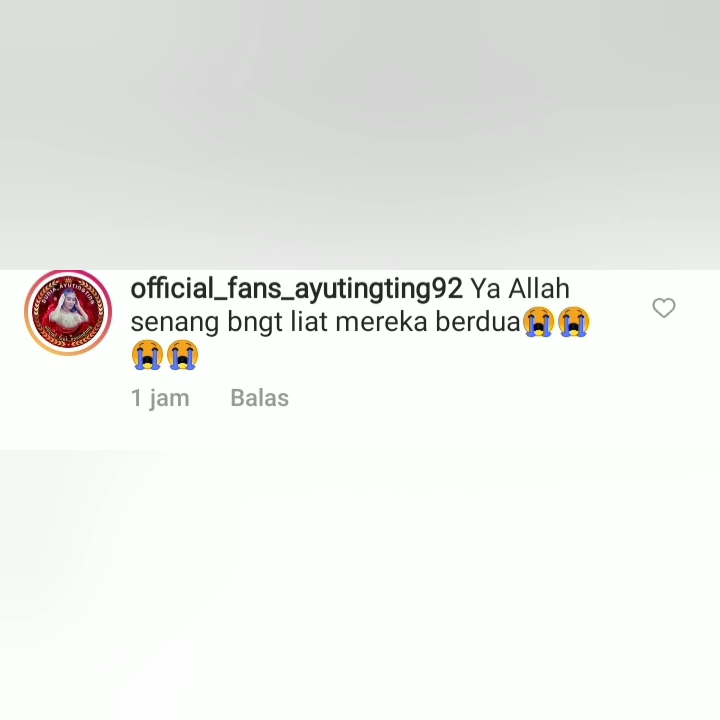 official_fans_ayutingting92 Ya Allah
senang bngt liat mereka berdua😭😭
😭😭
1 jam Balas